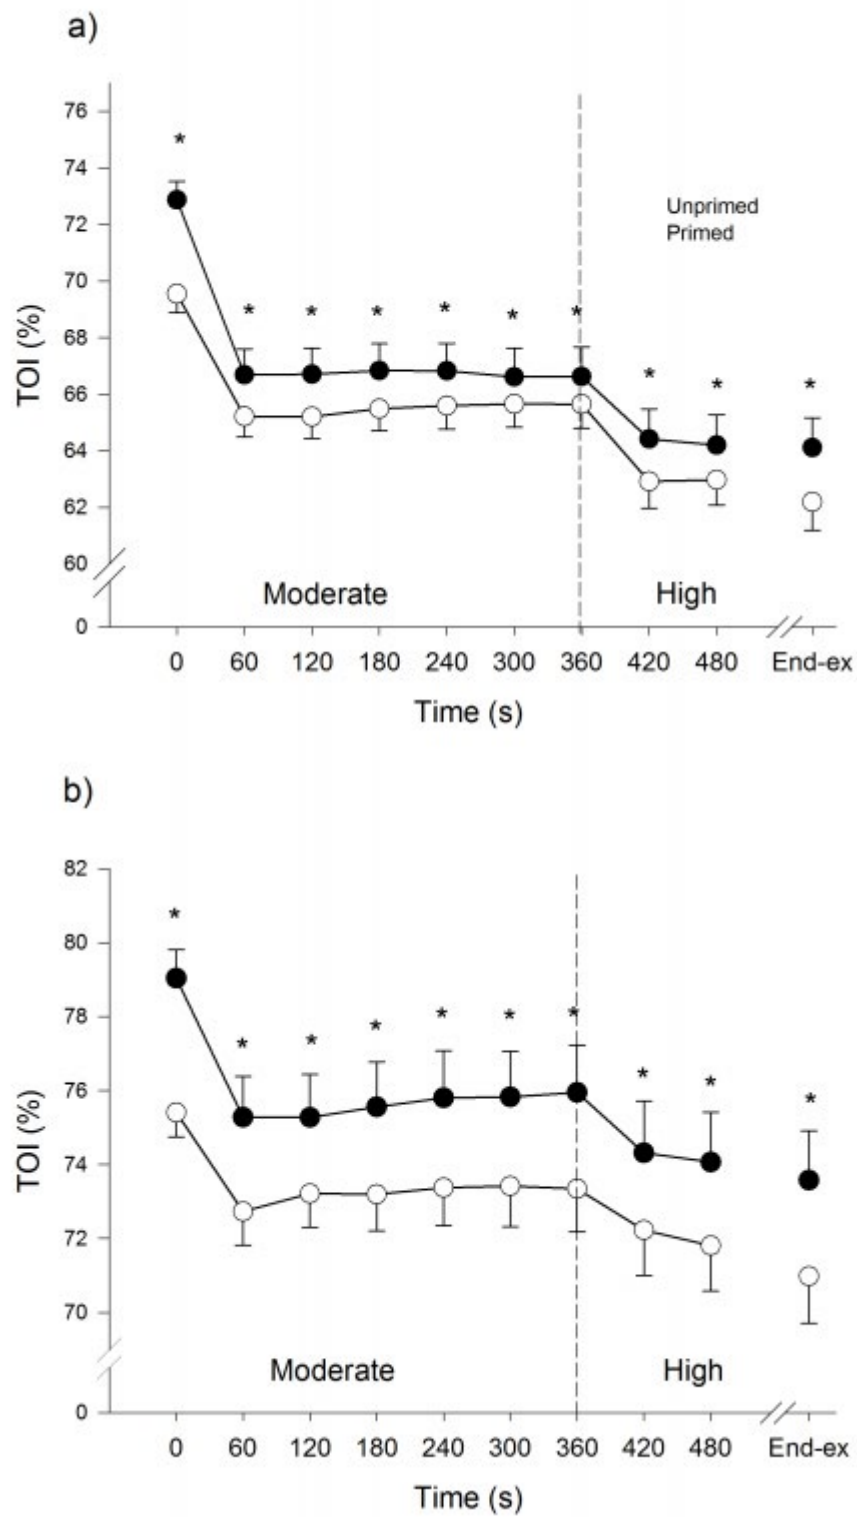 a)
76
74
72
70
68
66
64
62
60
0
TOI (%)
* * * * * * * * * *
Unprimed
Primed
Moderate
High
0 60 120 180 240 300 360 420 480 End-ex
Time (s)
b)
82
80
78
76
74
72
70
0
TOI (%)
* * * * * * * * * *
Moderate
High
0 60 120 180 240 300 360 420 480 End-ex
Time (s)